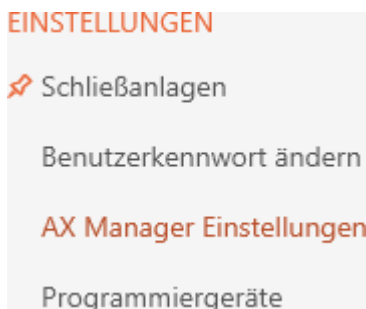 EINSTELLUNGEN
Schließanlagen
Benutzerkennwort ändern
AX Manager Einstellungen
Programmiergeräte